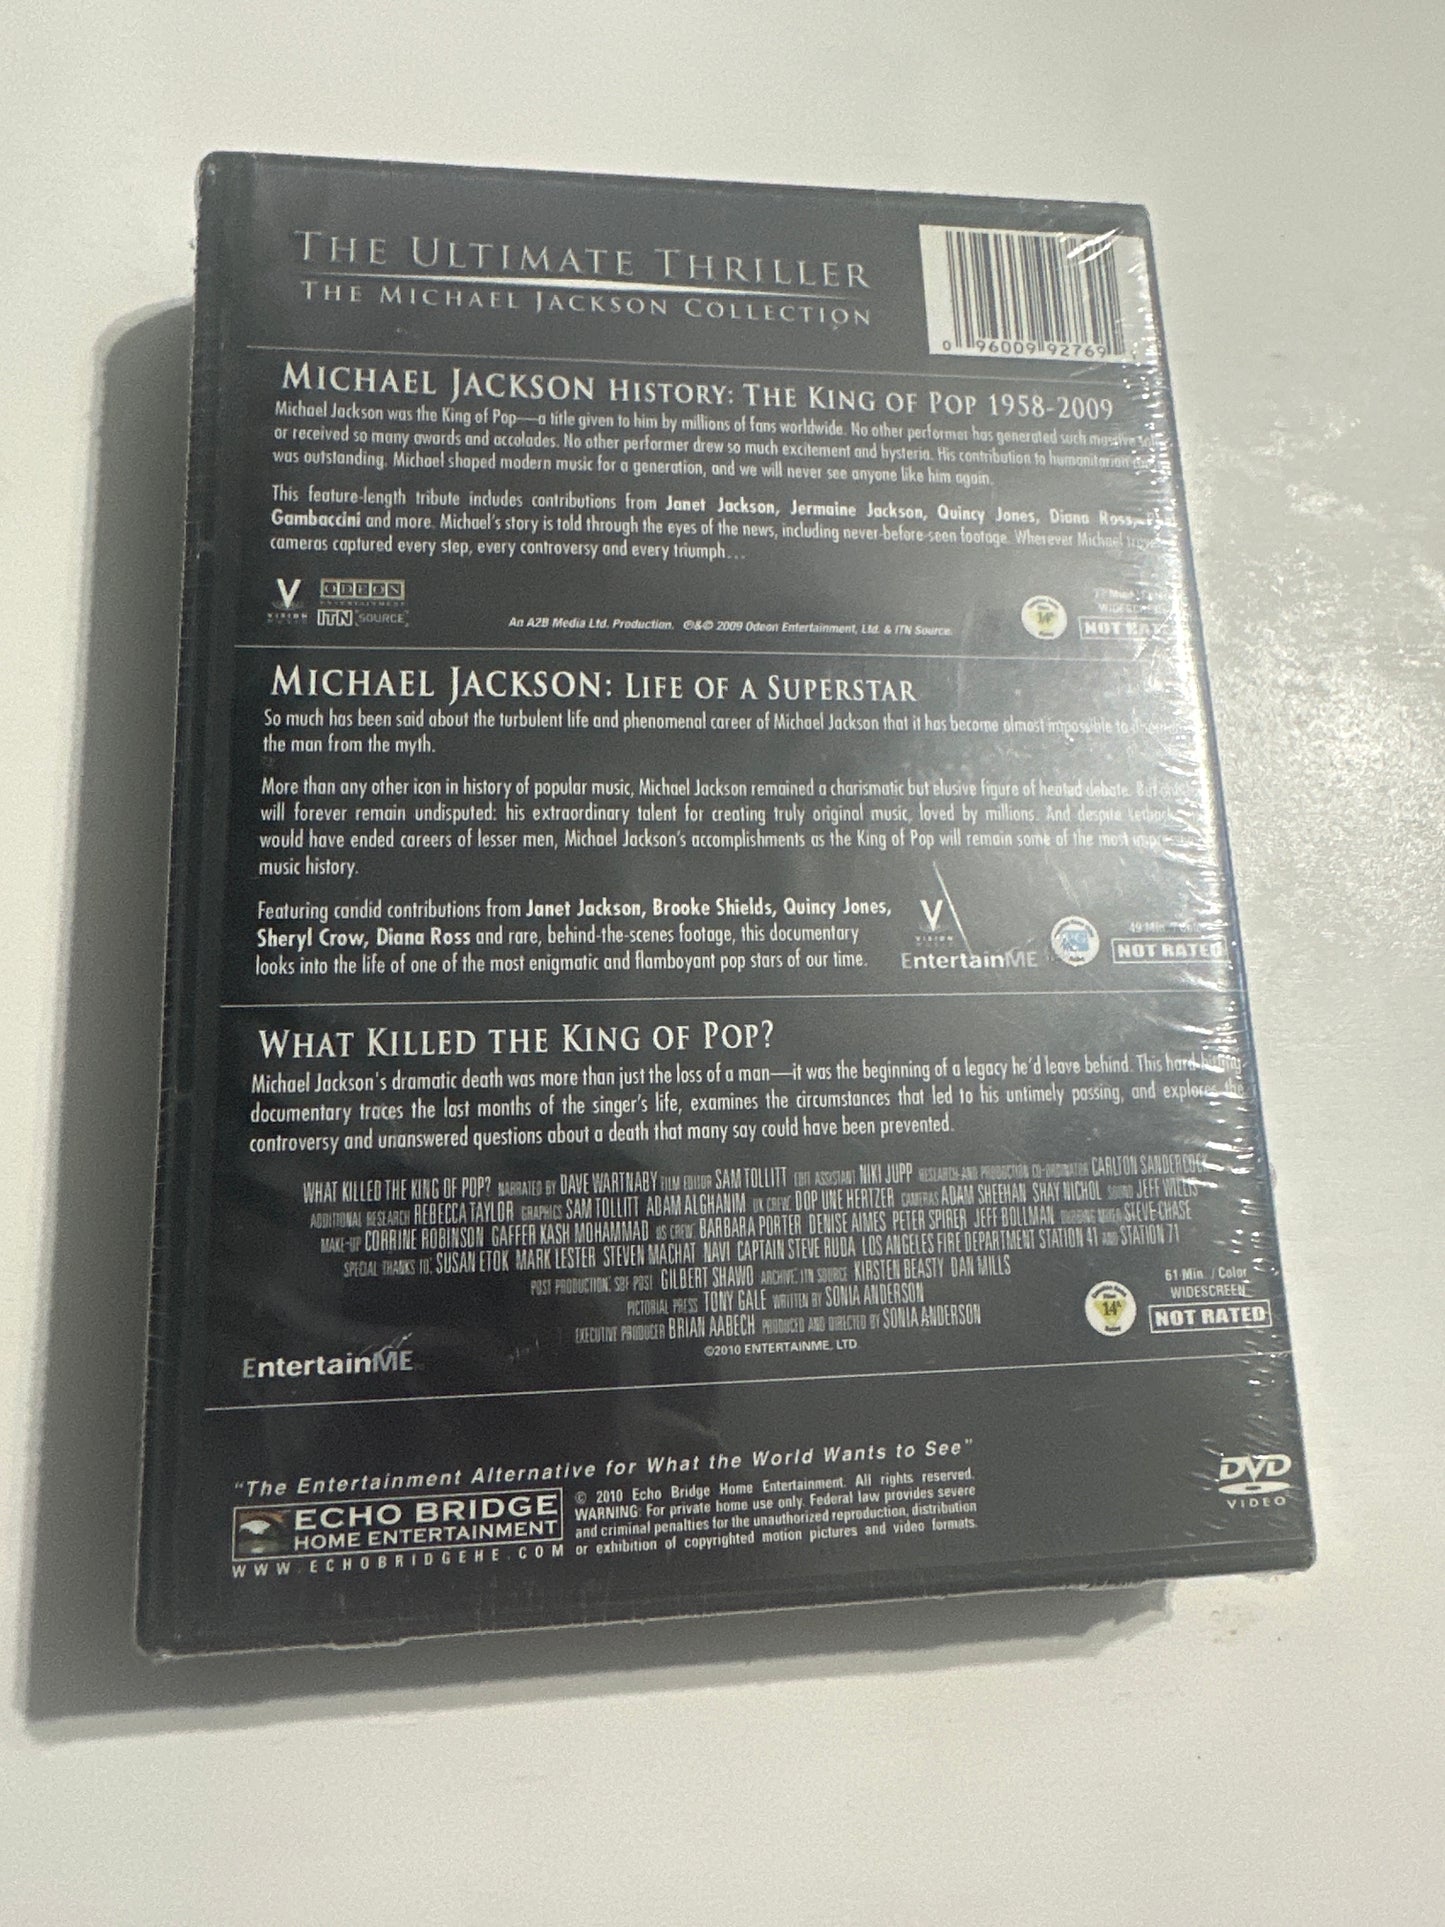 THE ULTIMATE THRILLER
THE MICHAEL JACKSON COLLECTION
0 96009 92769
MICHAEL JACKSON HISTORY: THE KING OF POP 1958-2009
Michael Jackson was the King of Pop—a title given to him by millions of fans worldwide. No other performer has generated such massive
or received so many awards and accolades. No other performer drew so much excitement and hysteria. His contribution to humanitarian
was outstanding. Michael shaped modern music for a generation, and we will never see anyone like him again.
This feature-length tribute includes contributions from Janet Jackson, Jermaine Jackson, Quincy Jones, Diana Ross,
Gambaccini and more. Michael's story is told through the eyes of the news, including never-before-seen footage. Wherever Michael
cameras captured every step, every controversy and every triumph...
V VISION
ODEON ENTERTAINMENT
ITN SOURCE
An A2B Media Ltd. Production. ℗&© 2009 Odeon Entertainment, Ltd. & ITN Source.
14A
WIDESCREEN
NOT RATED
MICHAEL JACKSON: LIFE OF A SUPERSTAR
So much has been said about the turbulent life and phenomenal career of Michael Jackson that it has become almost impossible to
the man from the myth.
More than any other icon in history of popular music, Michael Jackson remained a charismatic but elusive figure of heated debate. But
will forever remain undisputed: his extraordinary talent for creating truly original music, loved by millions. And despite
would have ended careers of lesser men, Michael Jackson's accomplishments as the King of Pop will remain some of the most
music history.
Featuring candid contributions from Janet Jackson, Brooke Shields, Quincy Jones,
Sheryl Crow, Diana Ross and rare, behind-the-scenes footage, this documentary
looks into the life of one of the most enigmatic and flamboyant pop stars of our time.
V VISION
EntertainME
49 Min. / Color
NOT RATED
WHAT KILLED THE KING OF POP?
Michael Jackson's dramatic death was more than just the loss of a man—it was the beginning of a legacy he'd leave behind. This hard-hitting
documentary traces the last months of the singer's life, examines the circumstances that led to his untimely passing, and explores the
controversy and unanswered questions about a death that many say could have been prevented.
WHAT KILLED THE KING OF POP? NARRATED BY DAVE WARTNABY FILM EDITOR SAM TOLLITT EDIT ASSISTANT NIKI JUPP RESEARCH AND PRODUCTION CO-ORDINATOR CARLTON SANDERCOCK
ADDITIONAL RESEARCH REBECCA TAYLOR GRAPHICS SAM TOLLITT ADAM ALGHANIM UK CREW: DOP UNE HERTZER CAMERAS ADAM SHEEHAN SHAY NICHOL SOUND JEFF WILLIS
MAKE-UP CORRINE ROBINSON GAFFER KASH MOHAMMAD US CREW: BARBARA PORTER DENISE AIMES PETER SPIRER JEFF BOLLMAN DUBBING MIXER STEVE CHASE
SPECIAL THANKS TO: SUSAN ETOK MARK LESTER STEVEN MACHAT NAVI CAPTAIN STEVE RUDA LOS ANGELES FIRE DEPARTMENT STATION 41 AND STATION 71
POST PRODUCTION: SBF POST GILBERT SHAWO ARCHIVE: ITN SOURCE KIRSTEN BEASTY DAN MILLS
PICTORIAL PRESS TONY GALE WRITTEN BY SONIA ANDERSON
EXECUTIVE PRODUCER BRIAN AABECH PRODUCED AND DIRECTED BY SONIA ANDERSON
©2010 ENTERTAINME, LTD.
EntertainME
14A
61 Min. / Color
WIDESCREEN
NOT RATED
"The Entertainment Alternative for What the World Wants to See"
ECHO BRIDGE
HOME ENTERTAINMENT
WWW.ECHOBRIDGEHE.COM
© 2010 Echo Bridge Home Entertainment. All rights reserved.
WARNING: For private home use only. Federal law provides severe
and criminal penalties for the unauthorized reproduction, distribution
or exhibition of copyrighted motion pictures and video formats.
DVD
VIDEO